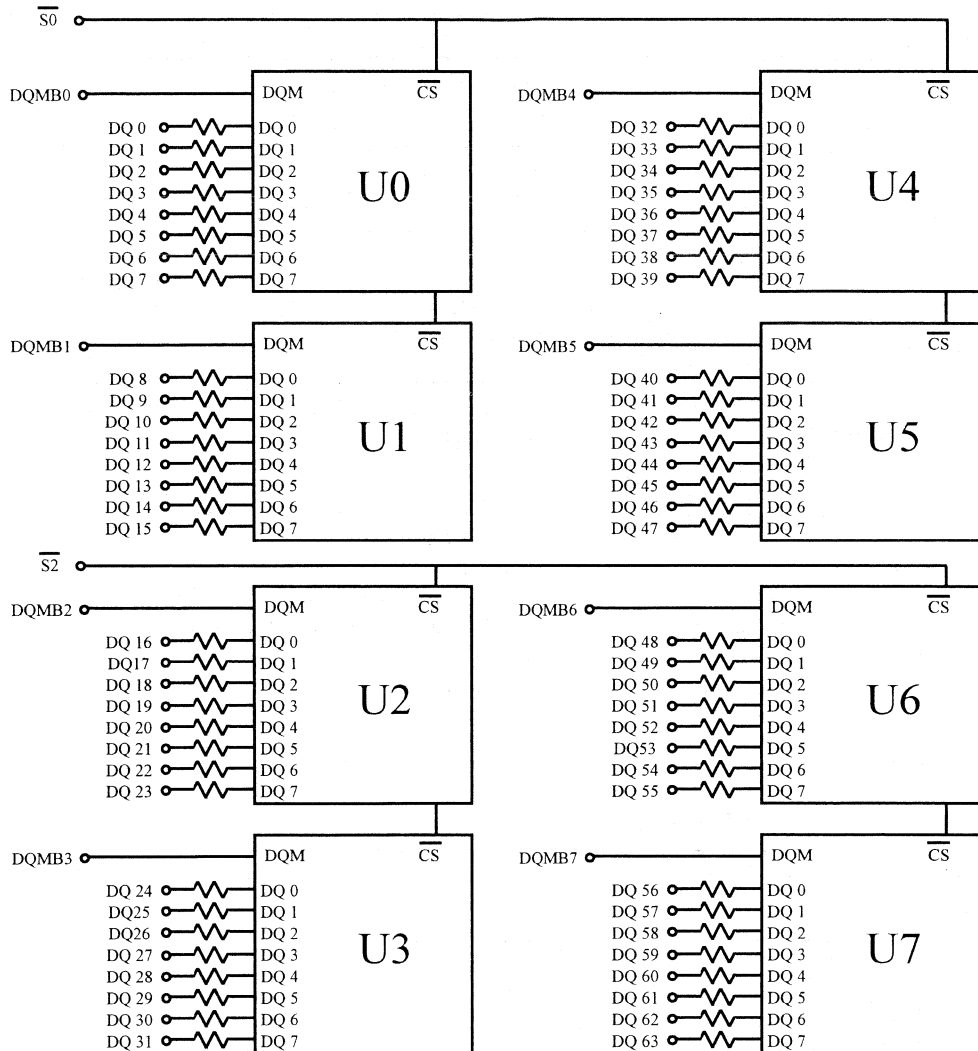 S0
DQMB0 DQM CS
DQ 0 DQ 0
DQ 1 DQ 1
DQ 2 DQ 2
DQ 3 DQ 3
U0
DQ 4 DQ 4
DQ 5 DQ 5
DQ 6 DQ 6
DQ 7 DQ 7
DQMB4 DQM CS
DQ 32 DQ 0
DQ 33 DQ 1
DQ 34 DQ 2
DQ 35 DQ 3
U4
DQ 36 DQ 4
DQ 37 DQ 5
DQ 38 DQ 6
DQ 39 DQ 7
DQMB1 DQM CS
DQ 8 DQ 0
DQ 9 DQ 1
DQ 10 DQ 2
DQ 11 DQ 3
U1
DQ 12 DQ 4
DQ 13 DQ 5
DQ 14 DQ 6
DQ 15 DQ 7
DQMB5 DQM CS
DQ 40 DQ 0
DQ 41 DQ 1
DQ 42 DQ 2
DQ 43 DQ 3
U5
DQ 44 DQ 4
DQ 45 DQ 5
DQ 46 DQ 6
DQ 47 DQ 7
S2
DQMB2 DQM CS
DQ 16 DQ 0
DQ17 DQ 1
DQ 18 DQ 2
DQ 19 DQ 3
U2
DQ 20 DQ 4
DQ 21 DQ 5
DQ 22 DQ 6
DQ 23 DQ 7
DQMB6 DQM CS
DQ 48 DQ 0
DQ 49 DQ 1
DQ 50 DQ 2
DQ 51 DQ 3
U6
DQ 52 DQ 4
DQ53 DQ 5
DQ 54 DQ 6
DQ 55 DQ 7
DQMB3 DQM CS
DQ 24 DQ 0
DQ25 DQ 1
DQ26 DQ 2
DQ 27 DQ 3
U3
DQ 28 DQ 4
DQ 29 DQ 5
DQ 30 DQ 6
DQ 31 DQ 7
DQMB7 DQM CS
DQ 56 DQ 0
DQ 57 DQ 1
DQ 58 DQ 2
DQ 59 DQ 3
U7
DQ 60 DQ 4
DQ 61 DQ 5
DQ 62 DQ 6
DQ 63 DQ 7